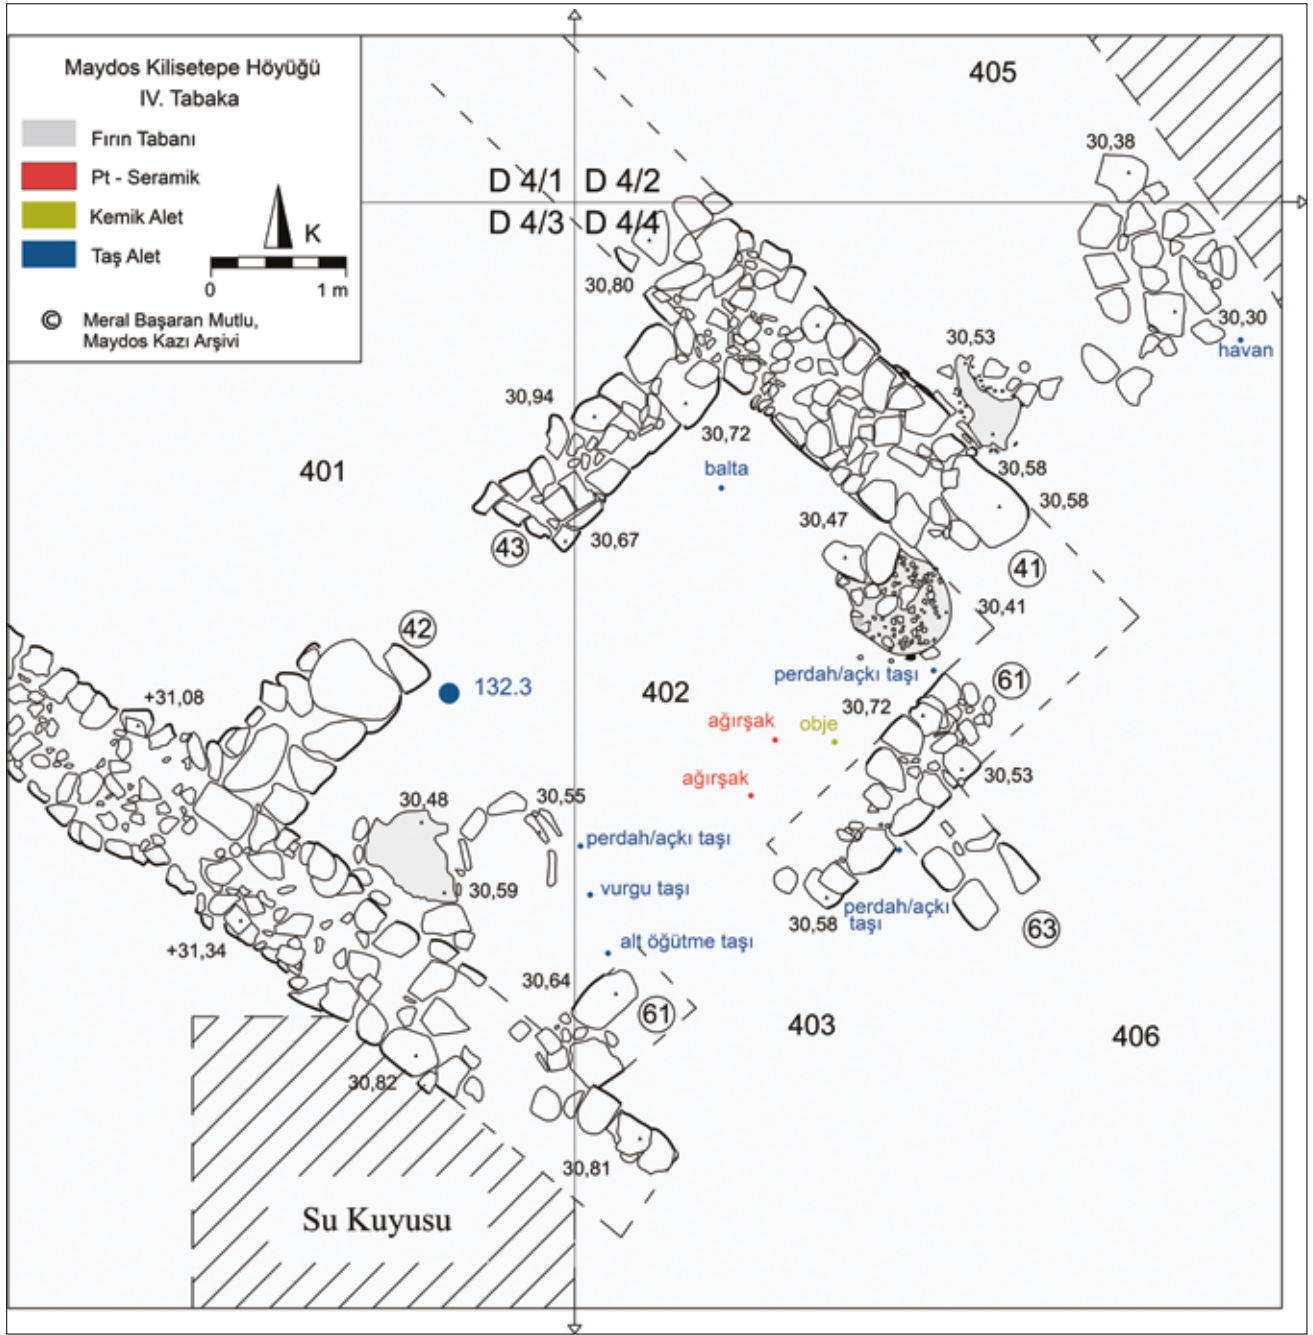 Maydos Kilisetepe Höyüğü
IV. Tabaka
Fırın Tabanı
Pt - Seramik
Kemik Alet
Taş Alet
K
0 1 m
© Meral Başaran Mutlu,
Maydos Kazı Arşivi
405
30,38
D 4/1 D 4/2
D 4/3 D 4/4
30,80
30,30
havan
30,53
30,94
30,72
balta
401
30,58
30,58
30,47
43
30,67
41
30,41
42
perdah/açkı taşı
61
132.3
402
+31,08
30,72
ağırşak
obje
30,53
ağırşak
30,48
30,55
perdah/açkı taşı
30,59
vurgu taşı
perdah/açkı
taşı
30,58
63
alt öğütme taşı
+31,34
30,64
61
403
406
30,82
30,81
Su Kuyusu